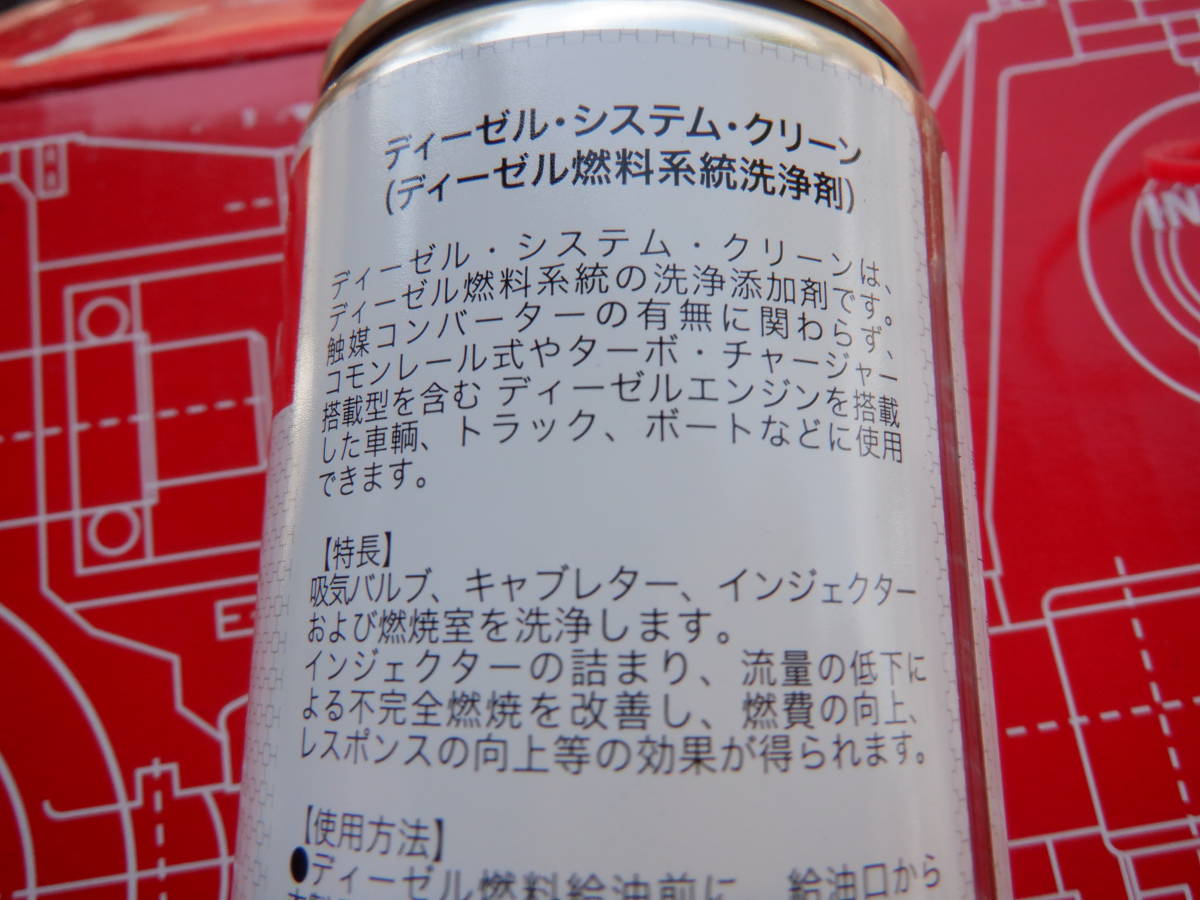 ディーゼル・システム・クリーン
(ディーゼル燃料系統洗浄剤)
ディーゼル・システム・クリーンは、
ディーゼル燃料系統の洗浄添加剤です。
触媒コンバーターの有無に関わらず、
コモンレール式やターボ・チャージャー
搭載型を含む ディーゼルエンジンを搭載
した車輌、トラック、ボートなどに使用
できます。
【特長】
吸気バルブ、キャブレター、インジェクター
および燃焼室を洗浄します。
インジェクターの詰まり、流量の低下に
よる不完全燃焼を改善し、燃費の向上、
レスポンスの向上等の効果が得られます。
【使用方法】
●ディーゼル燃料給油前に、給油口から
IN